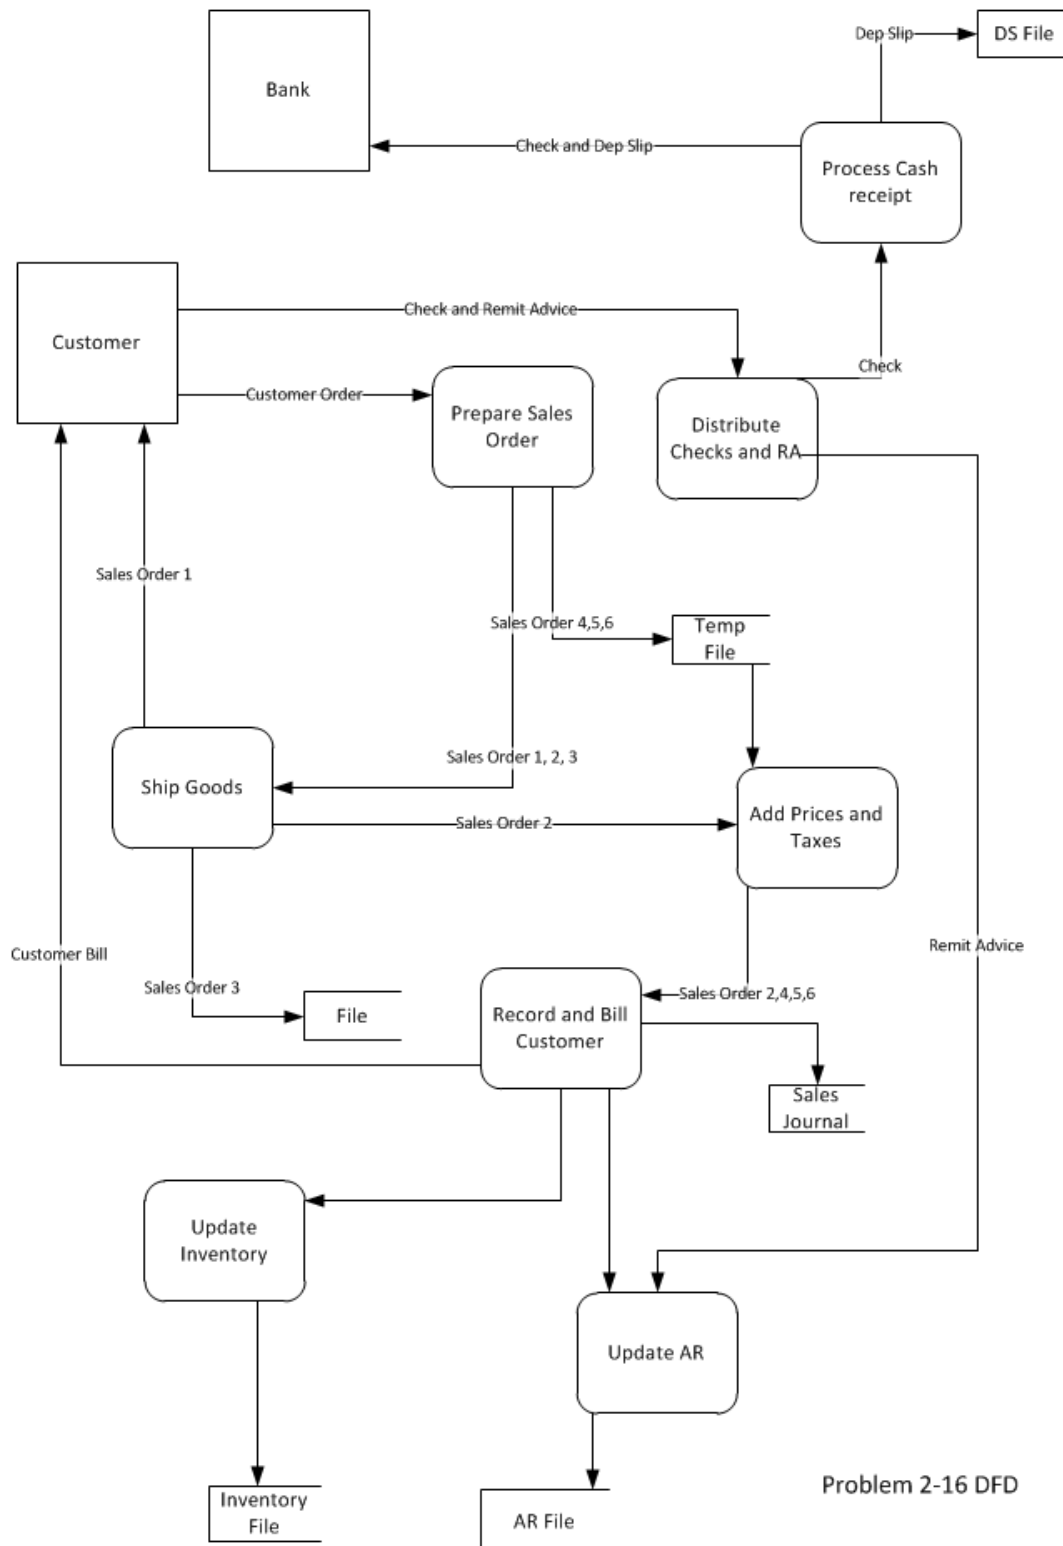 Dep Slip
DS File
Bank
Check and Dep Slip
Process Cash
receipt
Check and Remit Advice
Customer
Check
Customer Order
Prepare Sales
Order
Distribute
Checks and RA
Sales Order 1
Sales Order 4,5,6
Temp
File
Sales Order 1, 2, 3
Ship Goods
Add Prices and
Taxes
Sales Order 2
Customer Bill
Remit Advice
Sales Order 3
Sales Order 2,4,5,6
File
Record and Bill
Customer
Sales
Journal
Update
Inventory
Update AR
Problem 2-16 DFD
Inventory
File
AR File